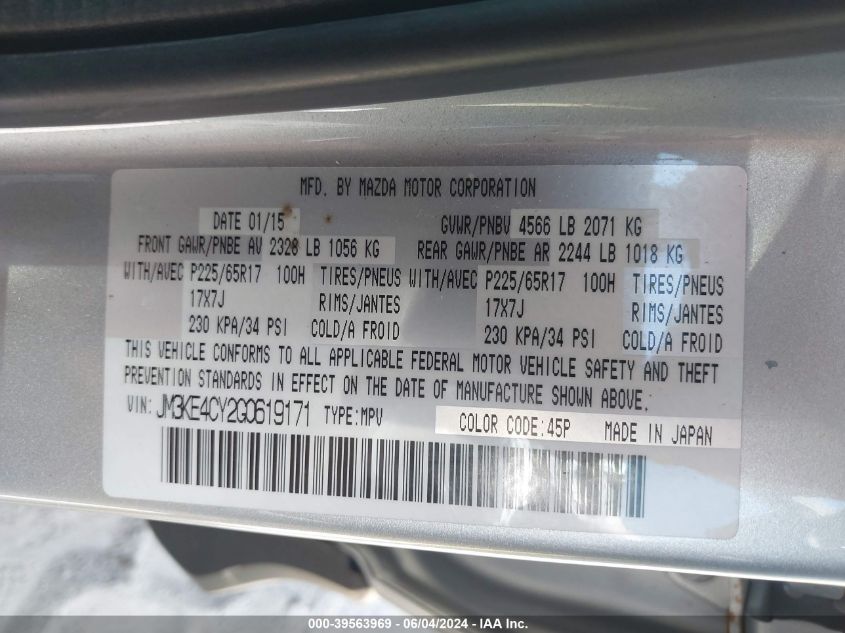 MFD. BY MAZDA MOTOR CORPORATION
DATE 01/15 GVWR/PNBV 4566 LB 2071 KG
FRONT GAWR/PNBE AV 2328 LB 1056 KG REAR GAWR/PNBE AR 2244 LB 1018 KG
WITH/AVEC P225/65R17 100H TIRES/PNEUS WITH/AVEC P225/65R17 100H TIRES/PNEUS
17X7J RIMS/JANTES 17X7J RIMS/JANTES
230 KPA/34 PSI COLD/A FROID 230 KPA/34 PSI COLD/A FROID
THIS VEHICLE CONFORMS TO ALL APPLICABLE FEDERAL MOTOR VEHICLE SAFETY AND THEFT
PREVENTION STANDARDS IN EFFECT ON THE DATE OF MANUFACTURE SHOWN ABOVE.
VIN: JM3KE4CY2G0619171 TYPE:MPV COLOR CODE:45P MADE IN JAPAN
000-39563969 - 06/04/2024 - IAA Inc.